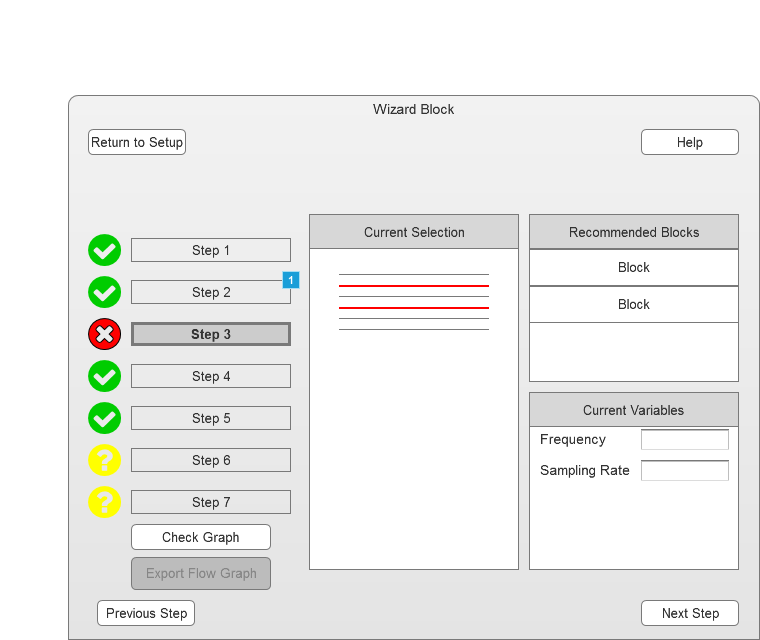 Wizard Block
Return to Setup
Help
Step 1
Step 2
1
Step 3
Step 4
Step 5
Step 6
Step 7
Check Graph
Export Flow Graph
Previous Step
Current Selection
Recommended Blocks
Block
Block
Current Variables
Frequency
Sampling Rate
Next Step